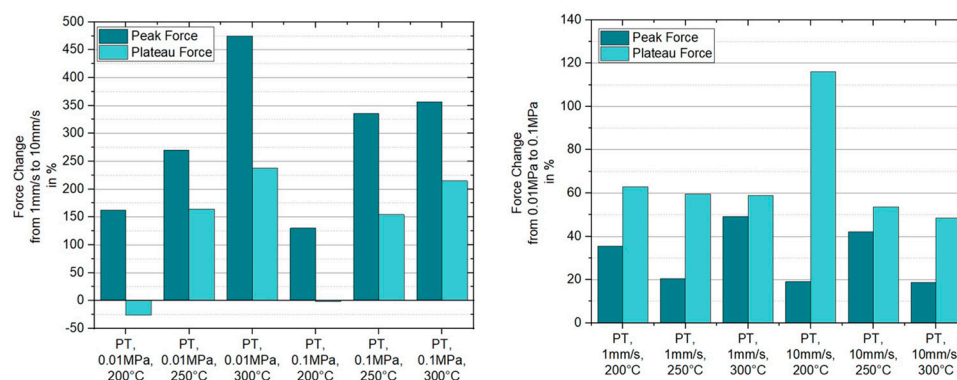 Force Change
from 1mm/s to 10mm/s
in %
500
450
400
350
300
250
200
150
100
50
0
-50
Peak Force
Plateau Force
PT,
0.01MPa,
200°C
PT,
0.01MPa,
250°C
PT,
0.01MPa,
300°C
PT,
0.1MPa,
200°C
PT,
0.1MPa,
250°C
PT,
0.1MPa,
300°C
Force Change
from 0.01MPa to 0.1MPa
in %
140
120
100
80
60
40
20
0
Peak Force
Plateau Force
PT,
1mm/s,
200°C
PT,
1mm/s,
250°C
PT,
1mm/s,
300°C
PT,
10mm/s,
200°C
PT,
10mm/s,
250°C
PT,
10mm/s,
300°C